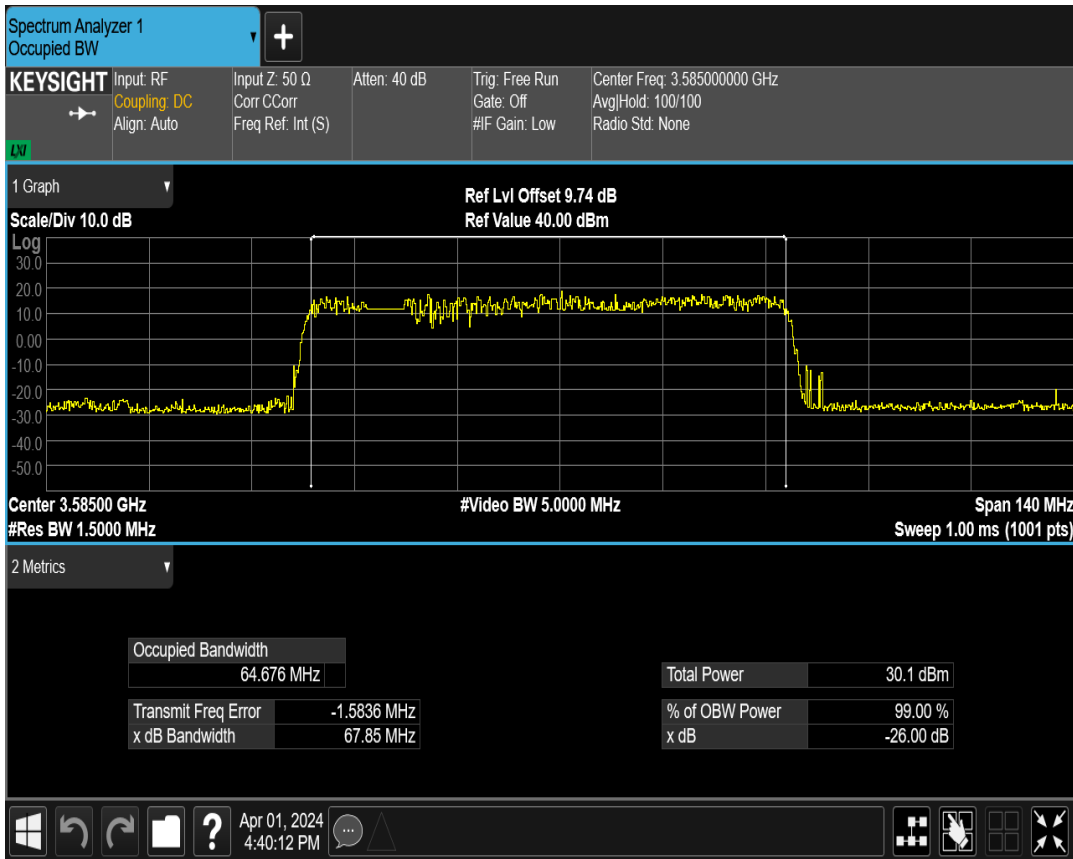 Spectrum Analyzer 1
Occupied BW
+
KEYSIGHT
LXI
Input: RF
Coupling: DC
Align: Auto
Input Z: 50 Ω
Corr CCorr
Freq Ref: Int (S)
Atten: 40 dB
Trig: Free Run
Gate: Off
#IF Gain: Low
Center Freq: 3.585000000 GHz
Avg|Hold: 100/100
Radio Std: None
1 Graph
Scale/Div 10.0 dB
Ref Lvl Offset 9.74 dB
Ref Value 40.00 dBm
Log
30.0
20.0
10.0
0.00
-10.0
-20.0
-30.0
-40.0
-50.0
Center 3.58500 GHz
#Video BW 5.0000 MHz
Span 140 MHz
#Res BW 1.5000 MHz
Sweep 1.00 ms (1001 pts)
2 Metrics
Occupied Bandwidth
64.676 MHz
Total Power 30.1 dBm
Transmit Freq Error -1.5836 MHz
% of OBW Power 99.00 %
x dB Bandwidth 67.85 MHz
x dB -26.00 dB
?
Apr 01, 2024
4:40:12 PM